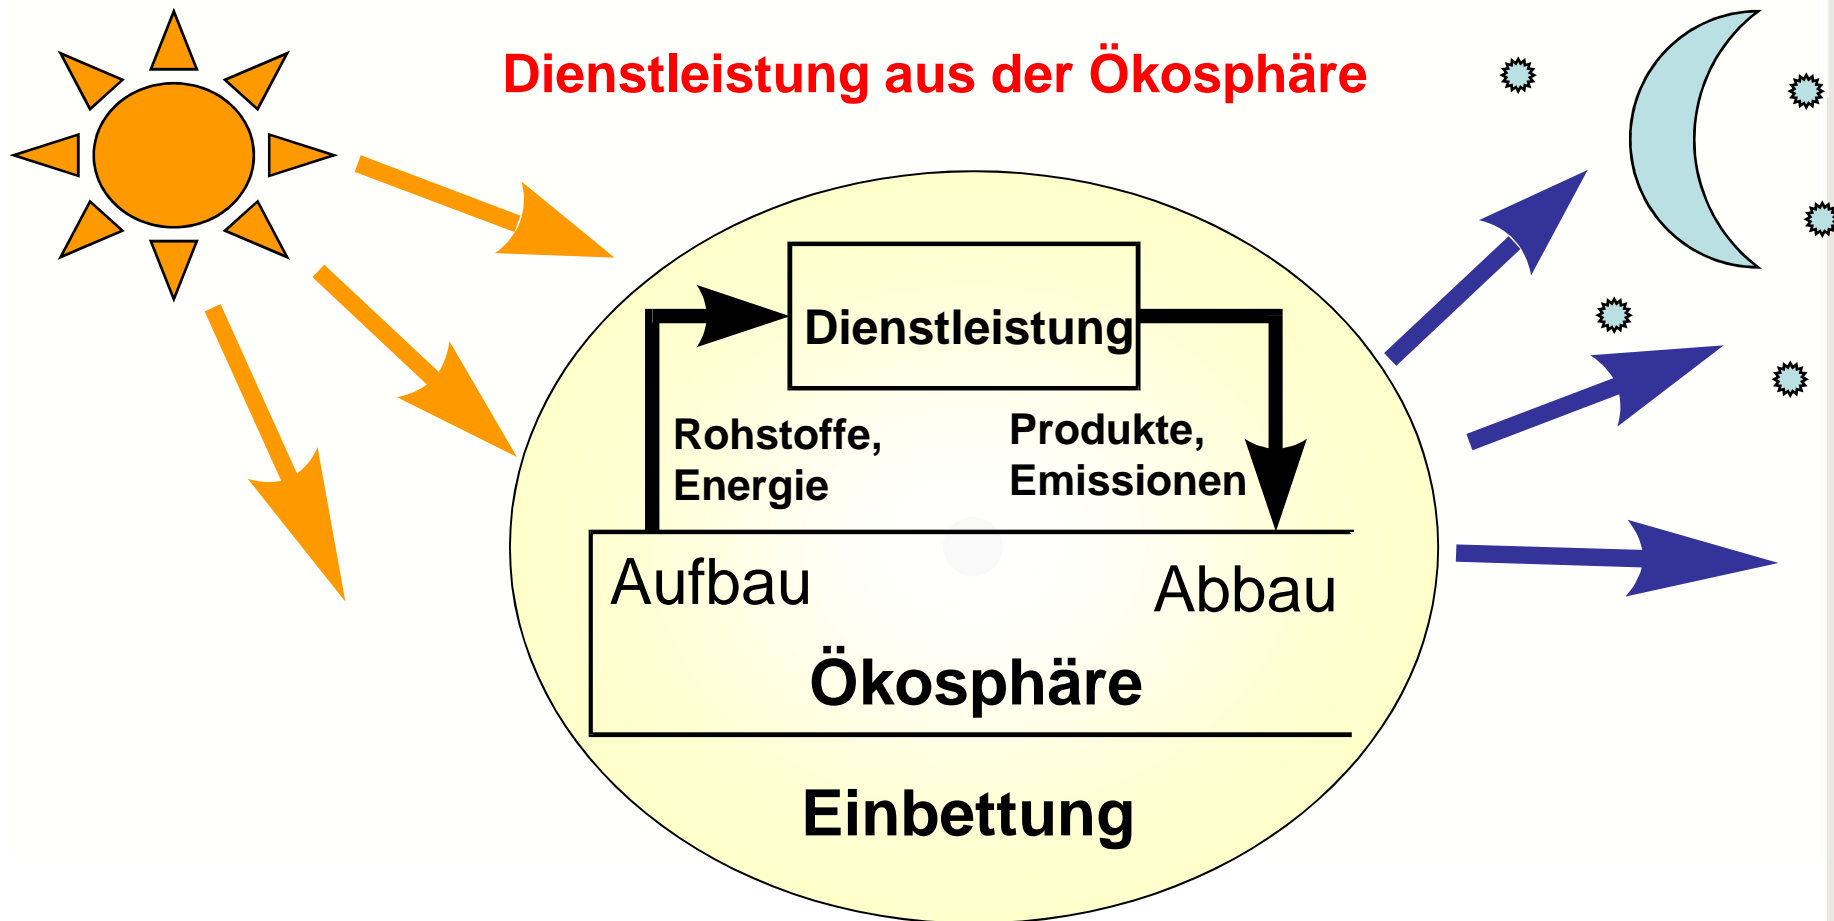 Dienstleistung aus der Ökosphäre
Dienstleistung
Rohstoffe,
Energie
Produkte,
Emissionen
Aufbau
Abbau
Ökosphäre
Einbettung